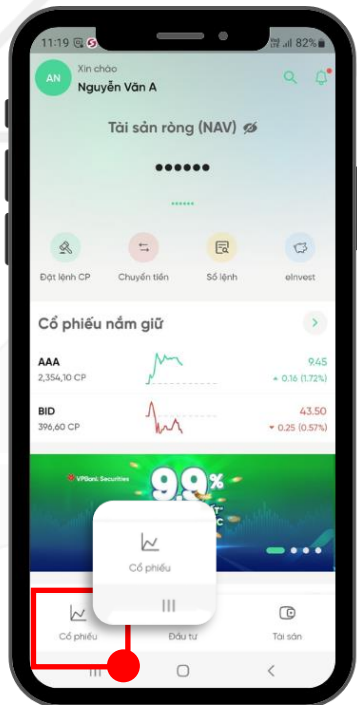 11:19
82%
AN
Xin chào
Nguyễn Văn A
Tài sản ròng (NAV)
Đặt lệnh CP
Chuyển tiền
Sổ lệnh
eInvest
Cổ phiếu nắm giữ
AAA
9.45
2,354,10 CP
0.16 (1.72%)
BID
43.50
396,60 CP
0.25 (0.57%)
VPBank Securities
9.9%
Cổ phiếu
Cổ phiếu
Đầu tư
Tài sản